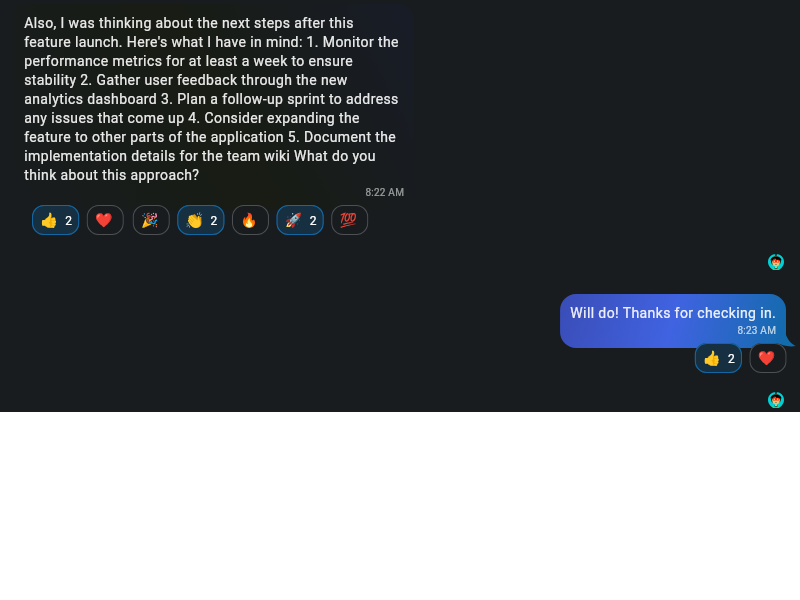 Also, I was thinking about the next steps after this
feature launch. Here's what I have in mind: 1. Monitor the
performance metrics for at least a week to ensure
stability 2. Gather user feedback through the new
analytics dashboard 3. Plan a follow-up sprint to address
any issues that come up 4. Consider expanding the
feature to other parts of the application 5. Document the
implementation details for the team wiki What do you
think about this approach?
8:22 AM
👍 2 ❤️ 🎉 👏 2 🔥 🚀 2 💯
Will do! Thanks for checking in.
8:23 AM
👍 2 ❤️